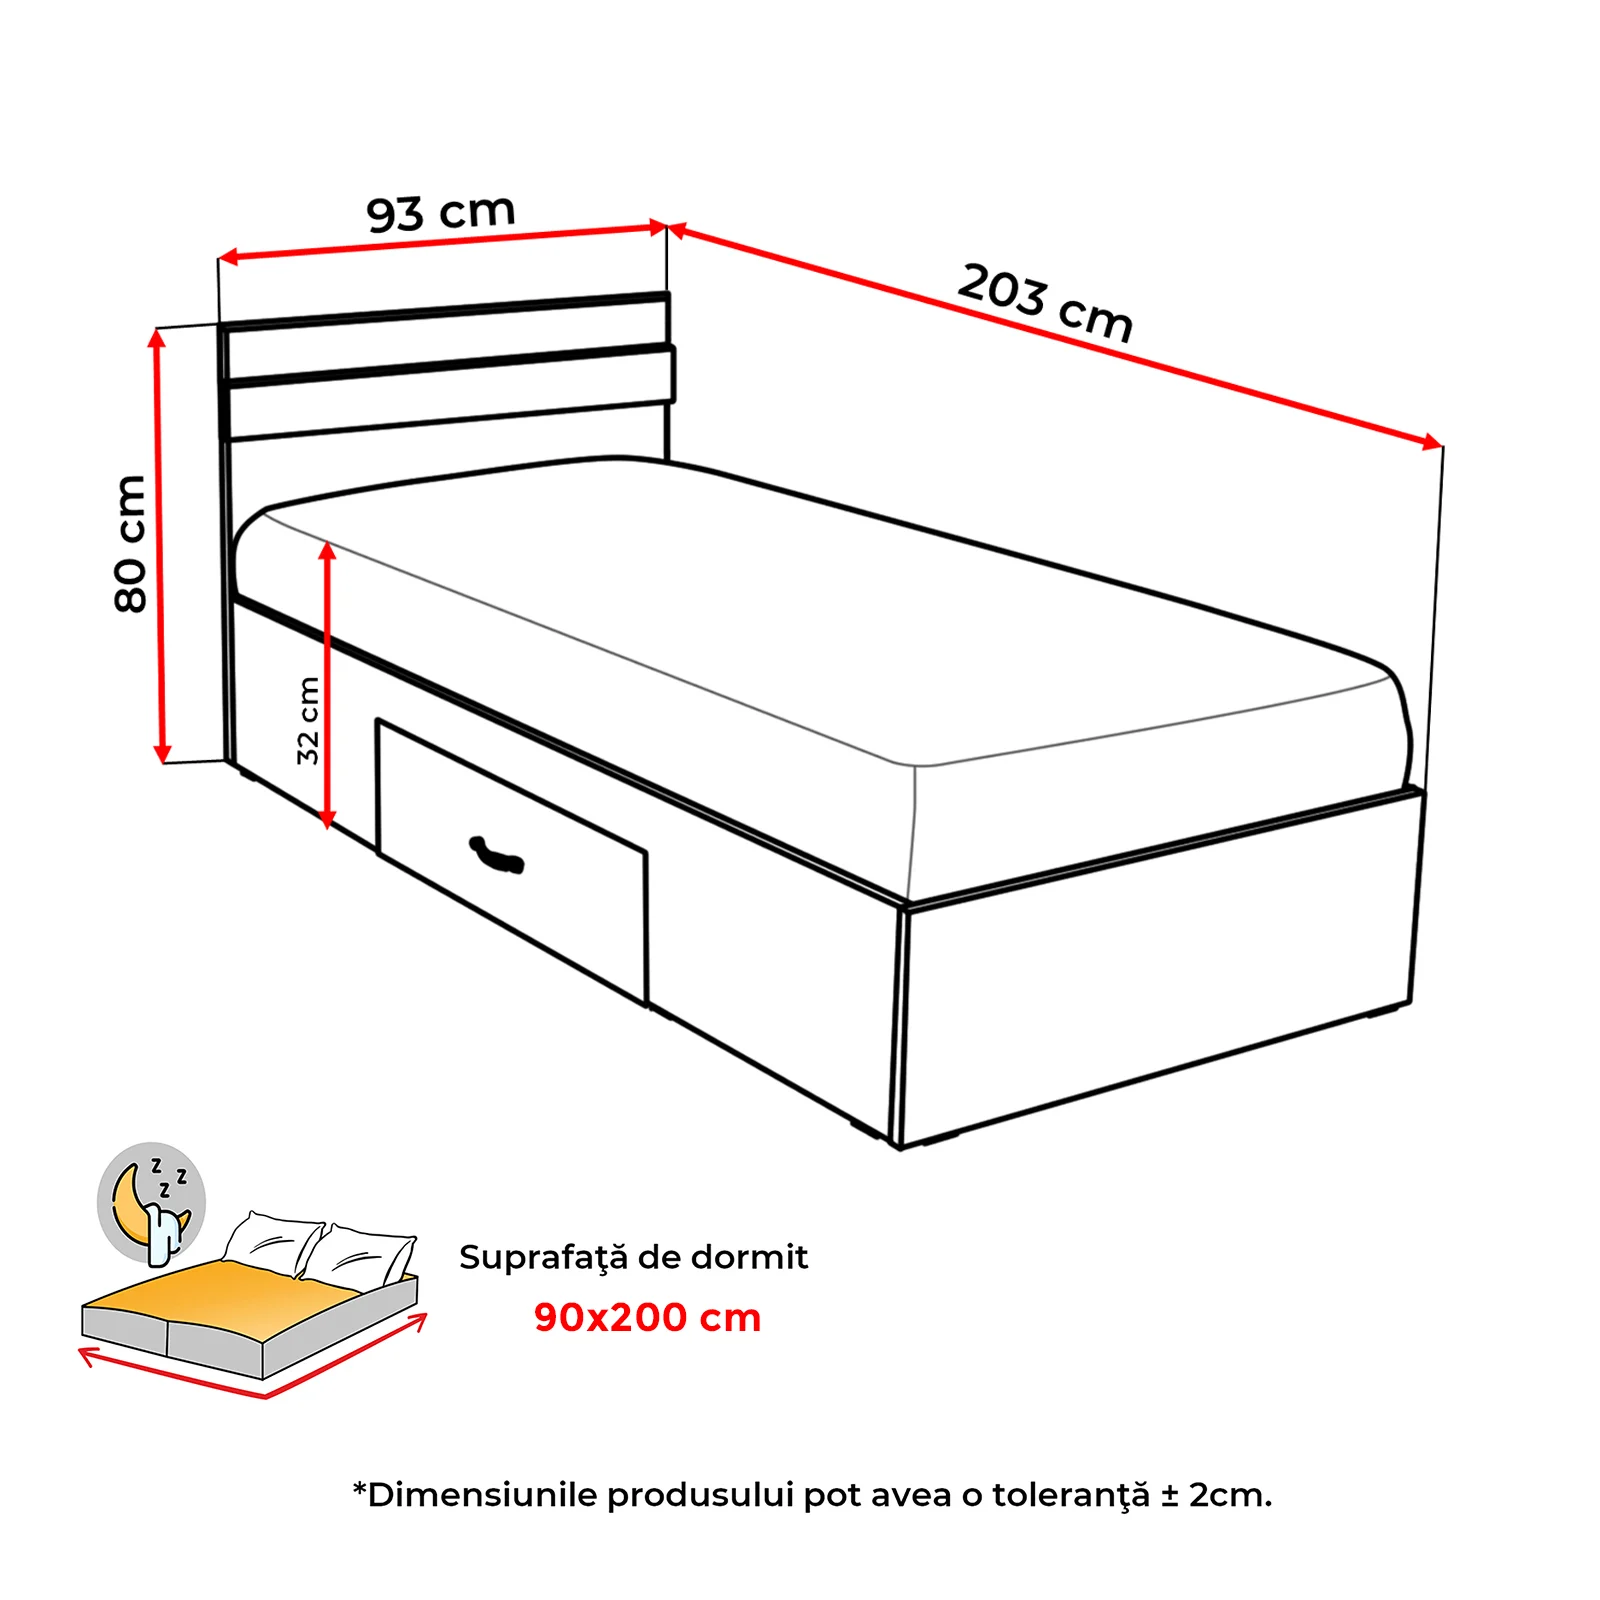 93 cm
203 cm
80 cm
32 cm
z
z
z
Suprafaţă de dormit
90x200 cm
*Dimensiunile produsului pot avea o toleranţă ± 2cm.